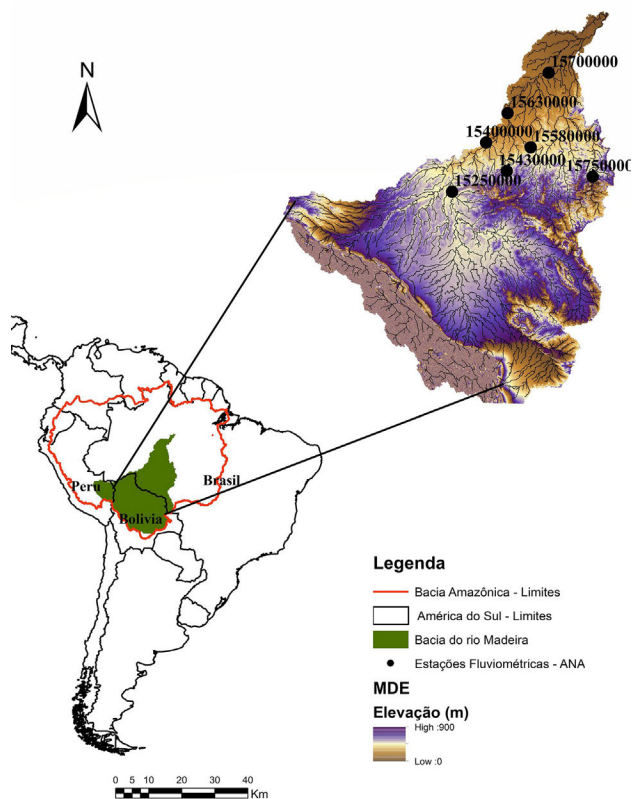 N
15700000
15630000
15400000
15580000
15430000
15750000
15250000
Peru
Brasil
Bolivia
Legenda
Bacia Amazônica - Limites
América do Sul - Limites
Bacia do rio Madeira
Estações Fluviométricas - ANA
MDE
Elevação (m)
High :900
Low :0
0 5 10 20 30 40
Km